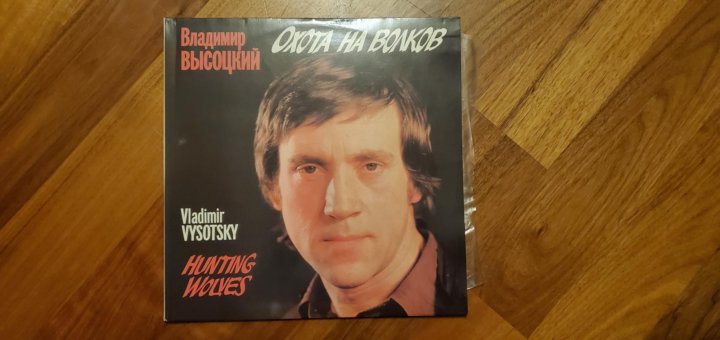 Владимир
ВЫСОЦКИЙ
ОХОТА НА ВОЛКОВ
Vladimir
VYSOTSKY
HUNTING
WOLVES